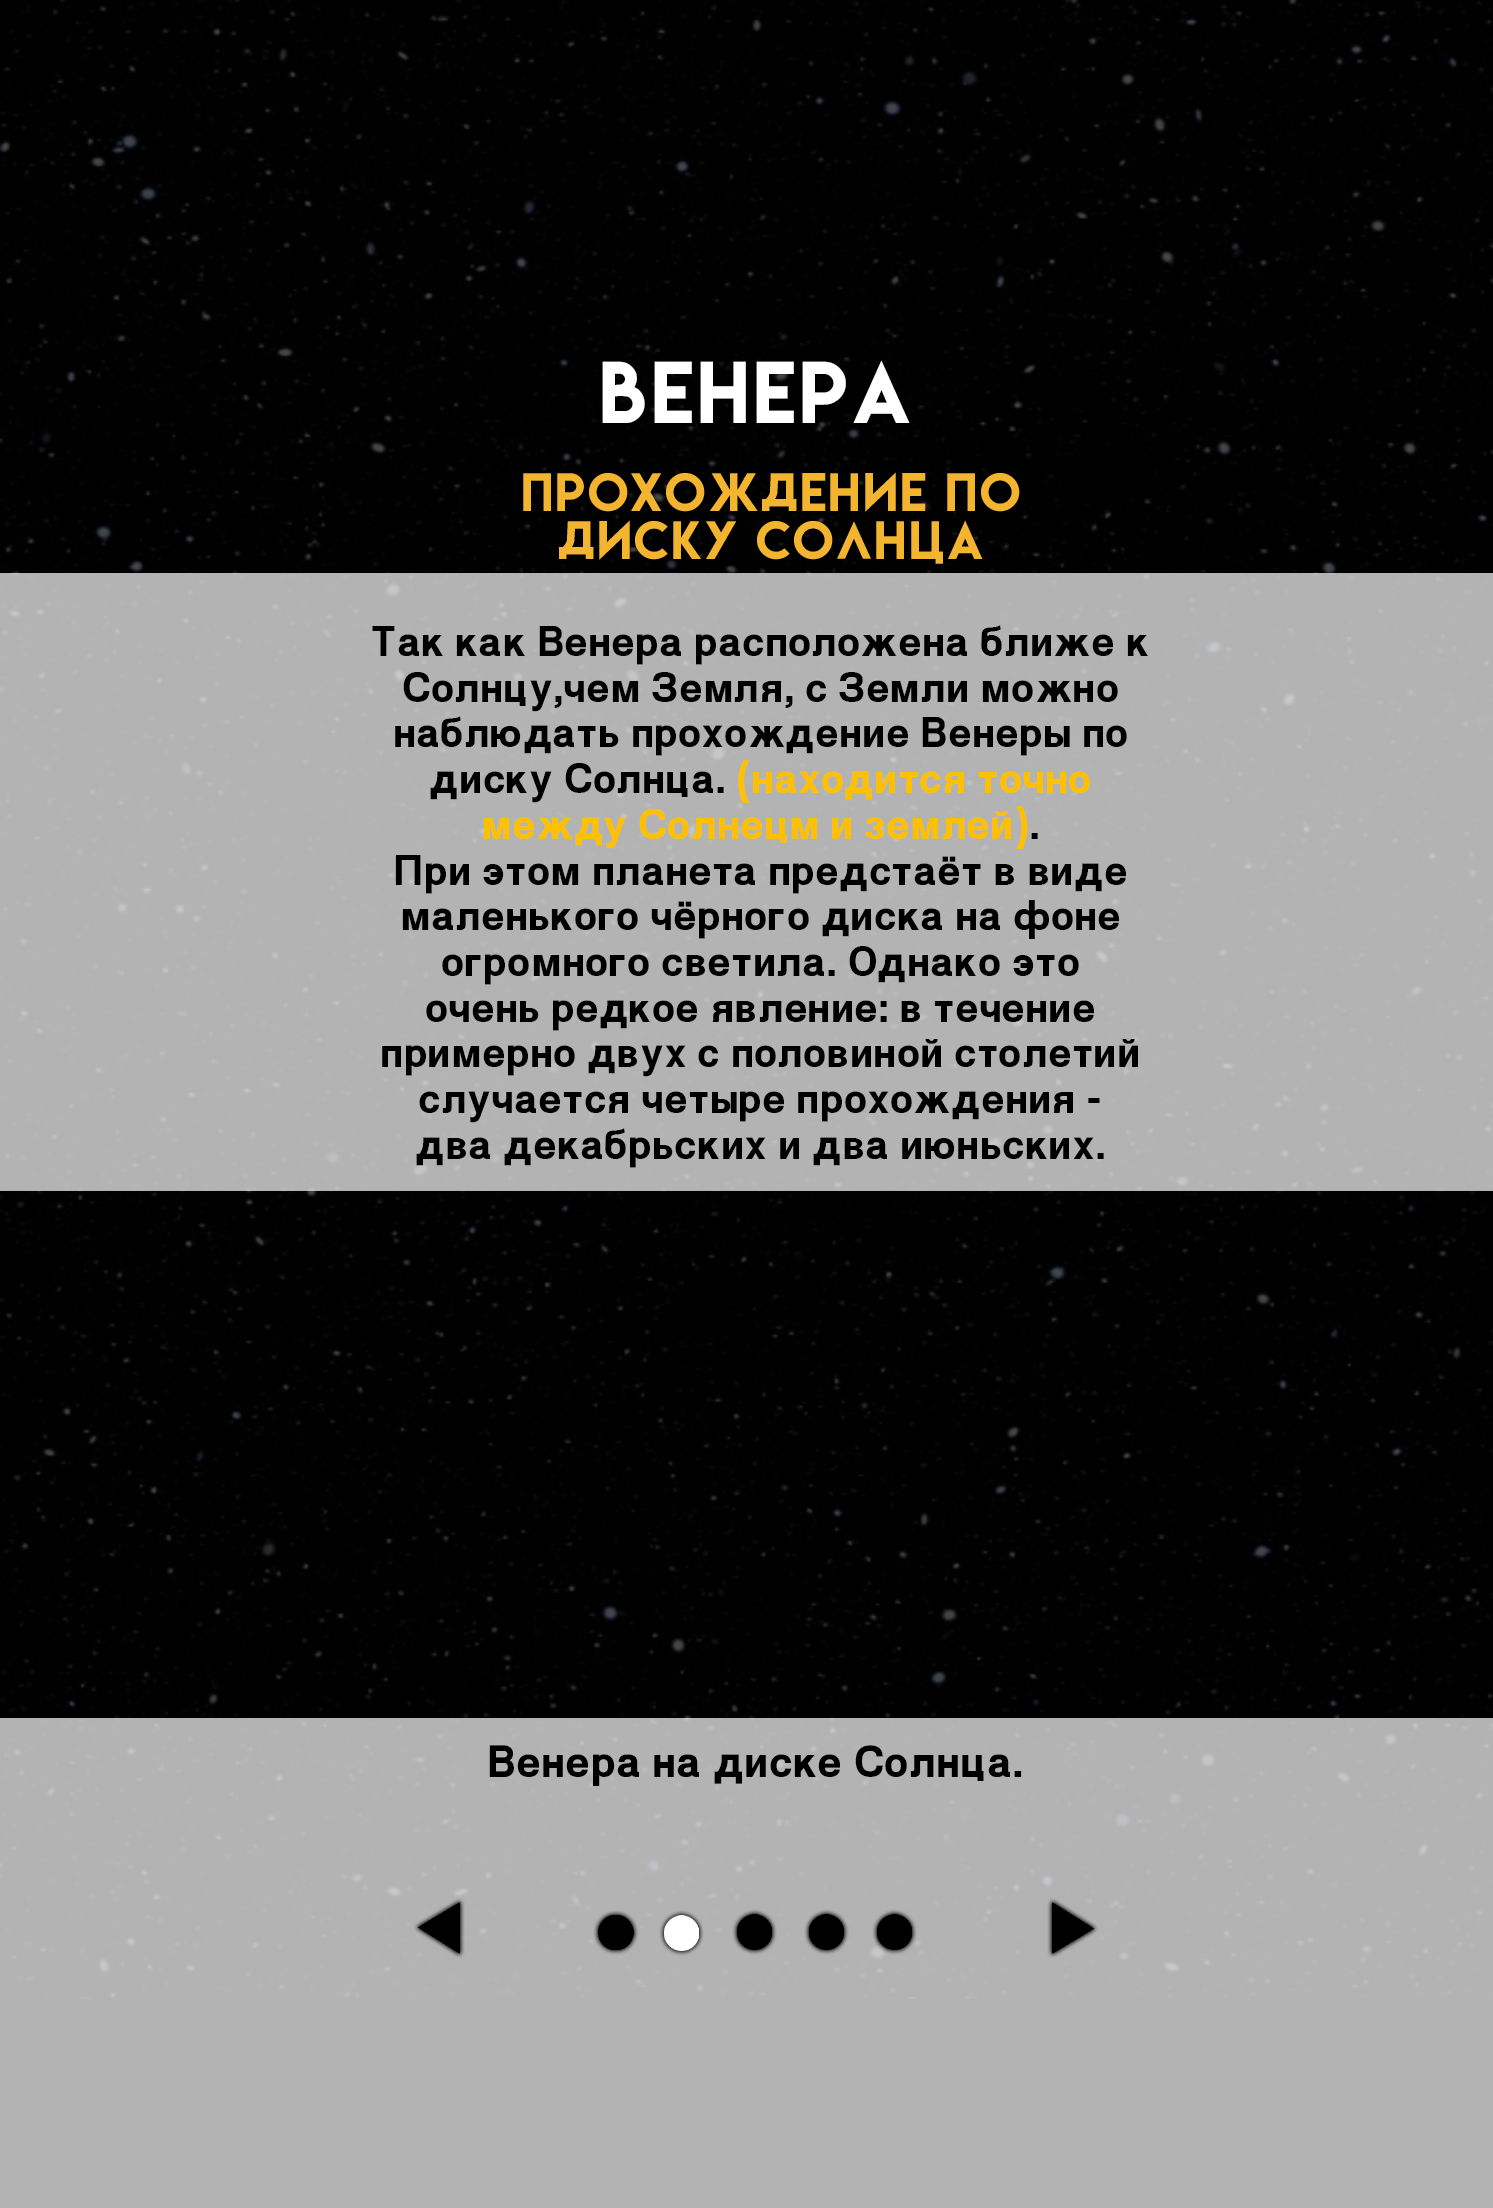 ВЕНЕРА
ПРОХОЖДЕНИЕ ПО
ДИСКУ СОЛНЦА
Так как Венера расположена ближе к
Солнцу,чем Земля, с Земли можно
наблюдать прохождение Венеры по
диску Солнца. (находится точно
между Солнецм и землей).
При этом планета предстаёт в виде
маленького чёрного диска на фоне
огромного светила. Однако это
очень редкое явление: в течение
примерно двух с половиной столетий
случается четыре прохождения -
два декабрьских и два июньских.
Венера на диске Солнца.